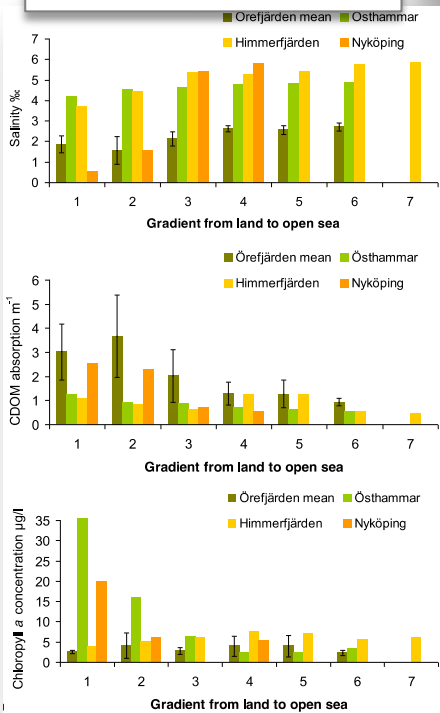 Örefjärden mean Östhammar
Himmerfjärden Nyköping
7
6
5
4
3
2
1
0
Salinity ‰
1 2 3 4 5 6 7
Gradient from land to open sea
Örefjärden mean Östhammar
Himmerfjärden Nyköping
6
5
4
3
2
1
0
CDOM absorption m-1
1 2 3 4 5 6 7
Gradient from land to open sea
Örefjärden mean Östhammar
Himmerfjärden Nyköping
35
30
25
20
15
10
5
0
Chloropyll a concentration µg/l
1 2 3 4 5 6 7
Gradient from land to open sea